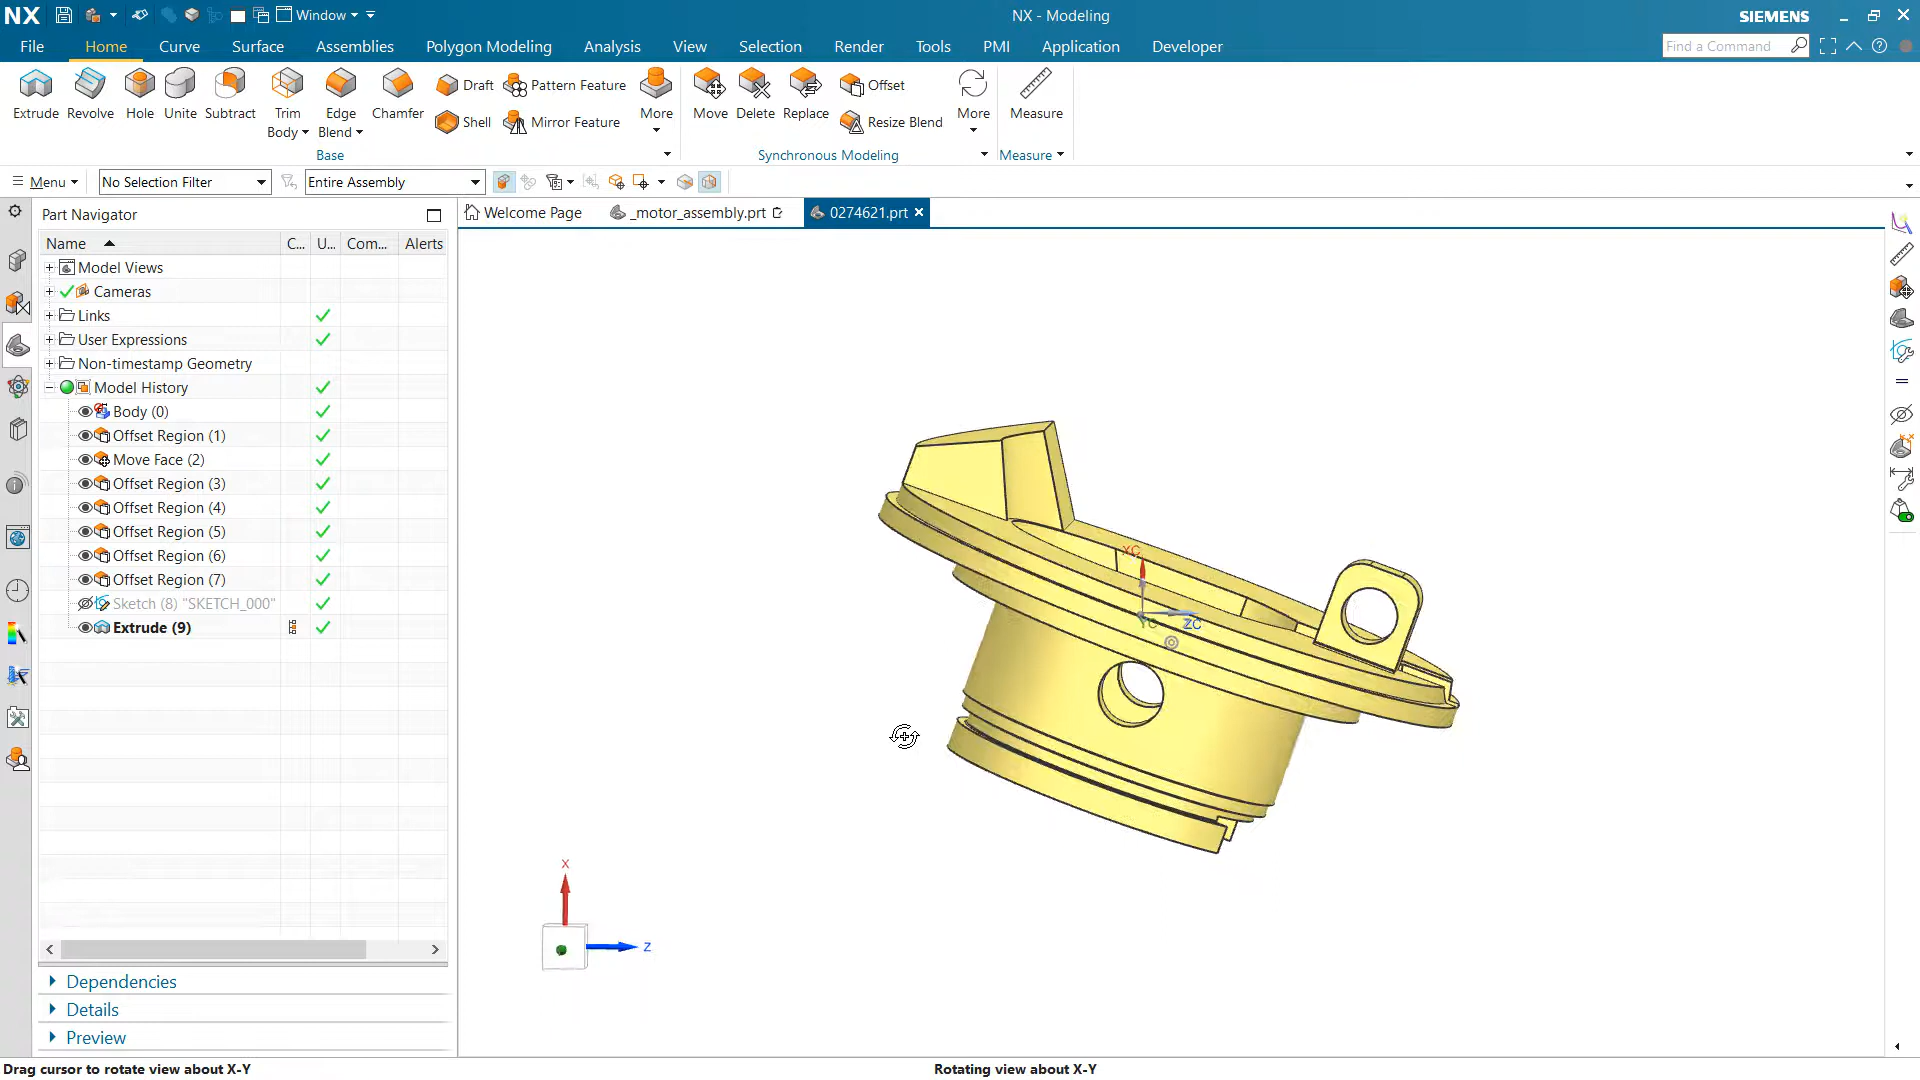 NX
Window
NX - Modeling
SIEMENS
File
Home
Curve
Surface
Assemblies
Polygon Modeling
Analysis
View
Selection
Render
Tools
PMI
Application
Developer
Find a Command
Extrude
Revolve
Hole
Unite
Subtract
Trim Body
Edge Blend
Chamfer
Draft
Shell
Pattern Feature
Mirror Feature
More
Base
Move
Delete
Replace
Offset
Resize Blend
More
Synchronous Modeling
Measure
Measure
Menu
No Selection Filter
Entire Assembly
Part Navigator
Welcome Page
_motor_assembly.prt
0274621.prt
Name
C...
U...
Com...
Alerts
Model Views
Cameras
Links
User Expressions
Non-timestamp Geometry
Model History
Body (0)
Offset Region (1)
Move Face (2)
Offset Region (3)
Offset Region (4)
Offset Region (5)
Offset Region (6)
Offset Region (7)
Sketch (8) "SKETCH_000"
Extrude (9)
XC
YC
ZC
X
Z
Dependencies
Details
Preview
Drag cursor to rotate view about X-Y
Rotating view about X-Y